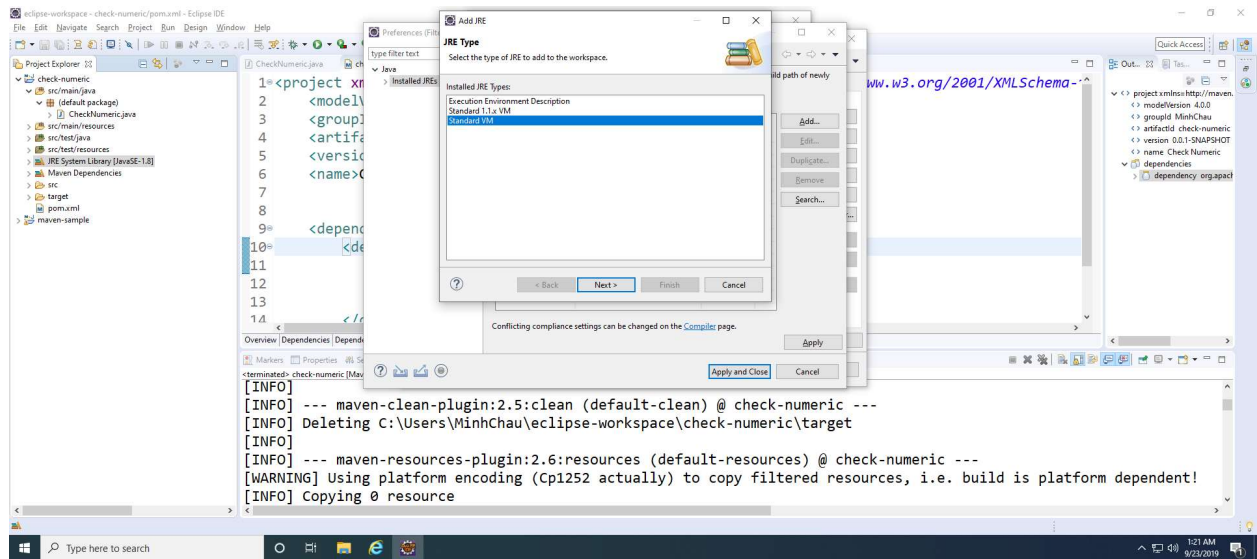 eclipse-workspace - check-numeric/pom.xml - Eclipse IDE
File Edit Navigate Search Project Run Design Window Help
Quick Access
Project Explorer
check-numeric
src/main/java
(default package)
CheckNumeric.java
src/main/resources
src/test/java
src/test/resources
JRE System Library [JavaSE-1.8]
Maven Dependencies
src
target
pom.xml
maven-sample
CheckNumeric.java
1 <project
2 <model
3 <group
4 <artifa
5 <versio
6 <name>
7
8
9 <depend
10 <de
11
12
13
14
ww.w3.org/2001/XMLSchema-
Overview Dependencies
Preferences
type filter text
Java
Installed JREs
ild path of newly
Add...
Edit...
Duplicate...
Remove
Search...
Conflicting compliance settings can be changed on the Compiler page.
Apply
Apply and Close Cancel
Add JRE
JRE Type
Select the type of JRE to add to the workspace.
Installed JRE Types:
Execution Environment Description
Standard 1.1.x VM
Standard VM
< Back Next > Finish Cancel
Out... Tas...
project xmlns=http://maven.
modelVersion 4.0.0
groupId MinhChau
artifactId check-numeric
version 0.0.1-SNAPSHOT
name Check Numeric
dependencies
dependency org.apach
Markers Properties
<terminated> check-numeric
[INFO]
[INFO] --- maven-clean-plugin:2.5:clean (default-clean) @ check-numeric ---
[INFO] Deleting C:\Users\MinhChau\eclipse-workspace\check-numeric\target
[INFO]
[INFO] --- maven-resources-plugin:2.6:resources (default-resources) @ check-numeric ---
[WARNING] Using platform encoding (Cp1252 actually) to copy filtered resources, i.e. build is platform dependent!
[INFO] Copying 0 resource
Type here to search
1:21 AM
9/23/2019